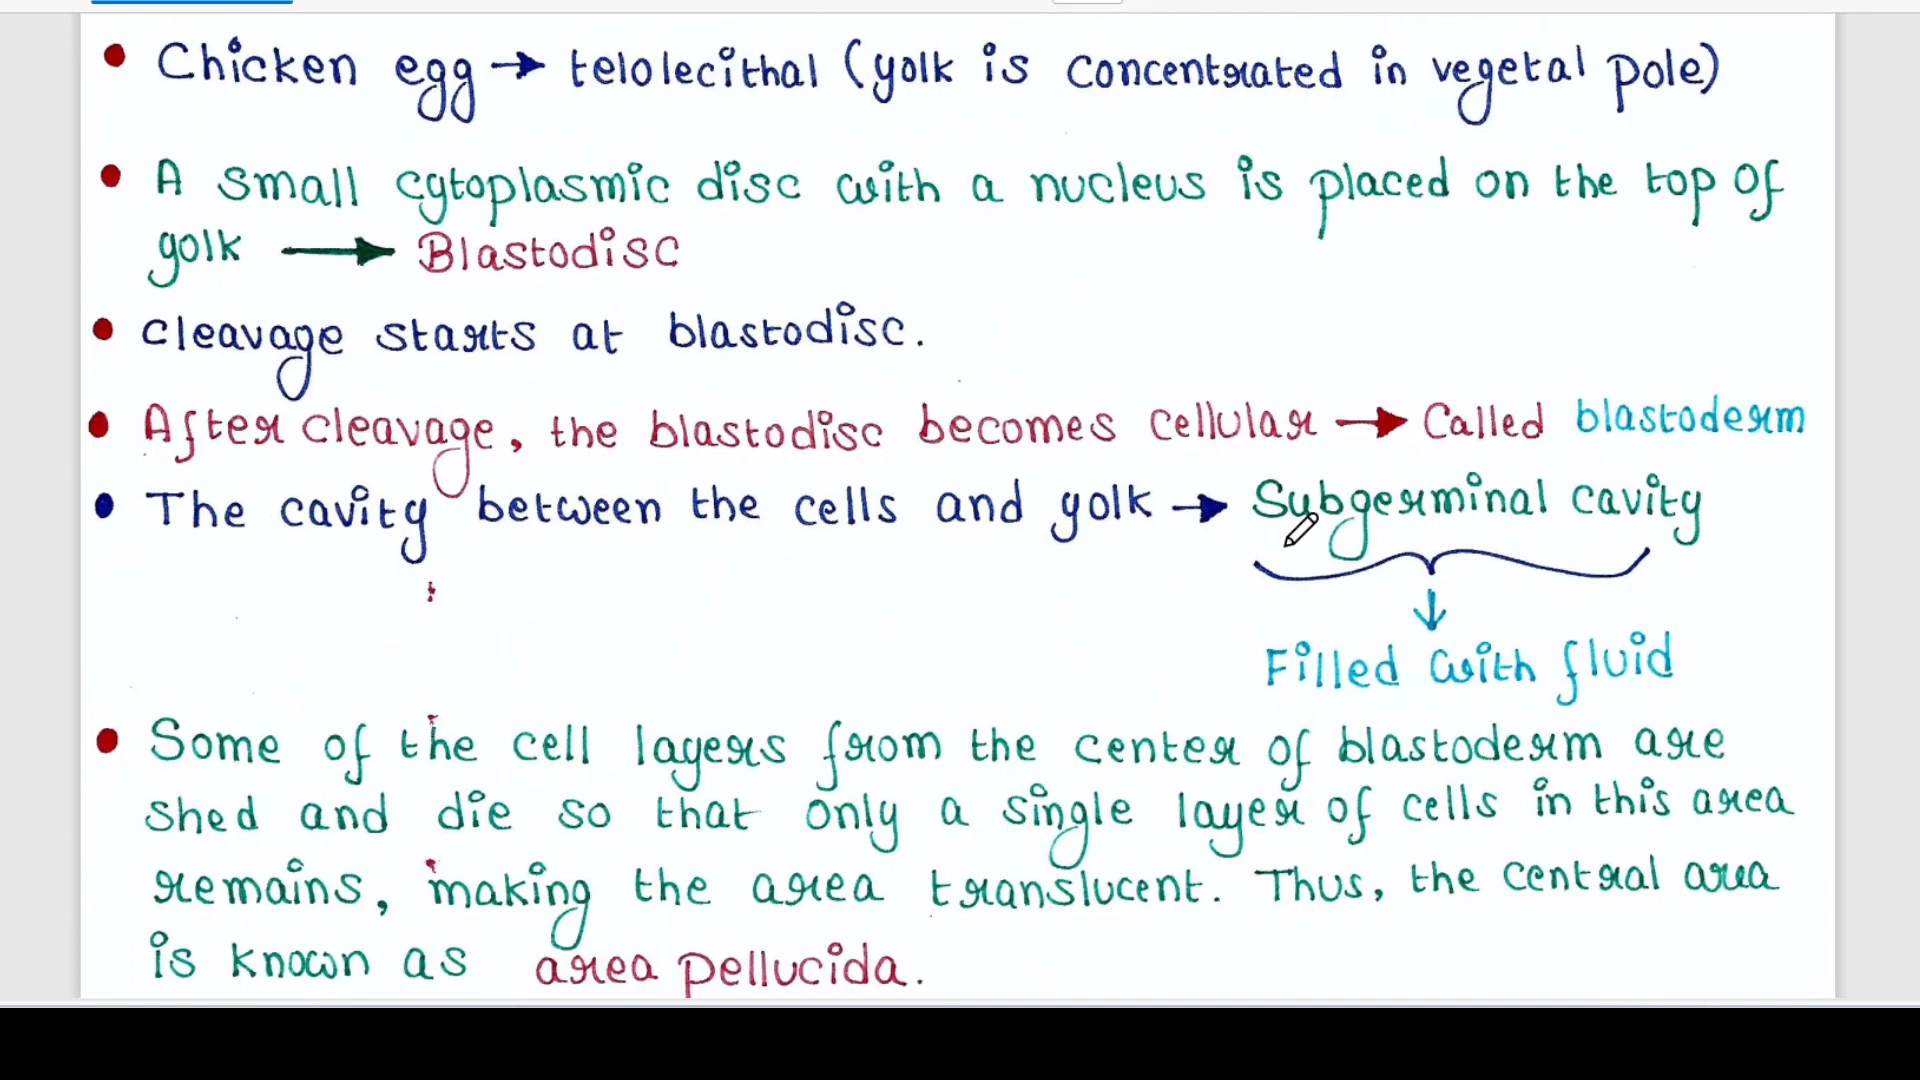 • Chicken egg → telolecithal (yolk is concentrated in vegetal pole)
• A small cytoplasmic disc with a nucleus is placed on the top of
yolk → Blastodisc
• cleavage starts at blastodisc.
• After cleavage, the blastodisc becomes cellular → Called blastoderm
• The cavity between the cells and yolk → Subgerminal cavity
↓
Filled with fluid
• Some of the cell layers from the center of blastoderm are
shed and die so that only a single layer of cells in this area
remains, making the area translucent. Thus, the central area
is known as area pellucida.